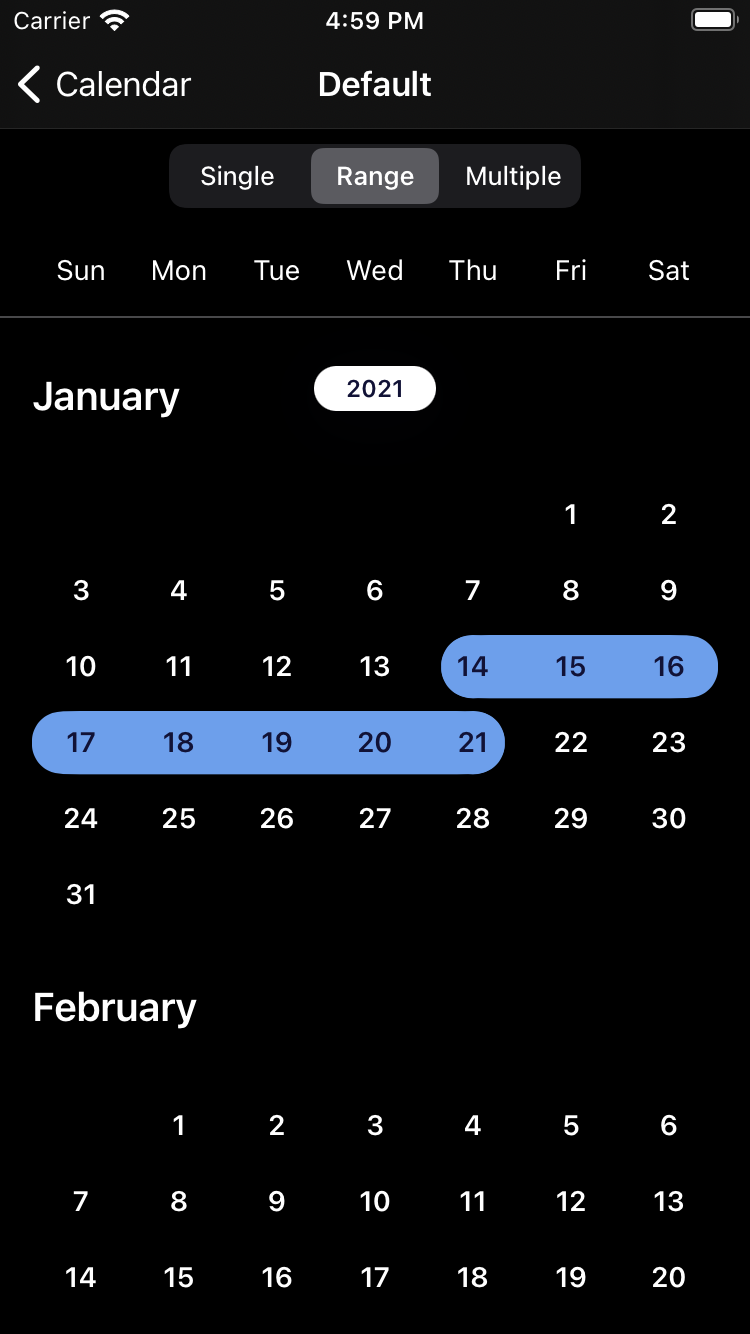 Carrier 4:59 PM
Calendar Default
Single Range Multiple
Sun Mon Tue Wed Thu Fri Sat
January 2021
1 2
3 4 5 6 7 8 9
10 11 12 13 14 15 16
17 18 19 20 21 22 23
24 25 26 27 28 29 30
31
February
1 2 3 4 5 6
7 8 9 10 11 12 13
14 15 16 17 18 19 20